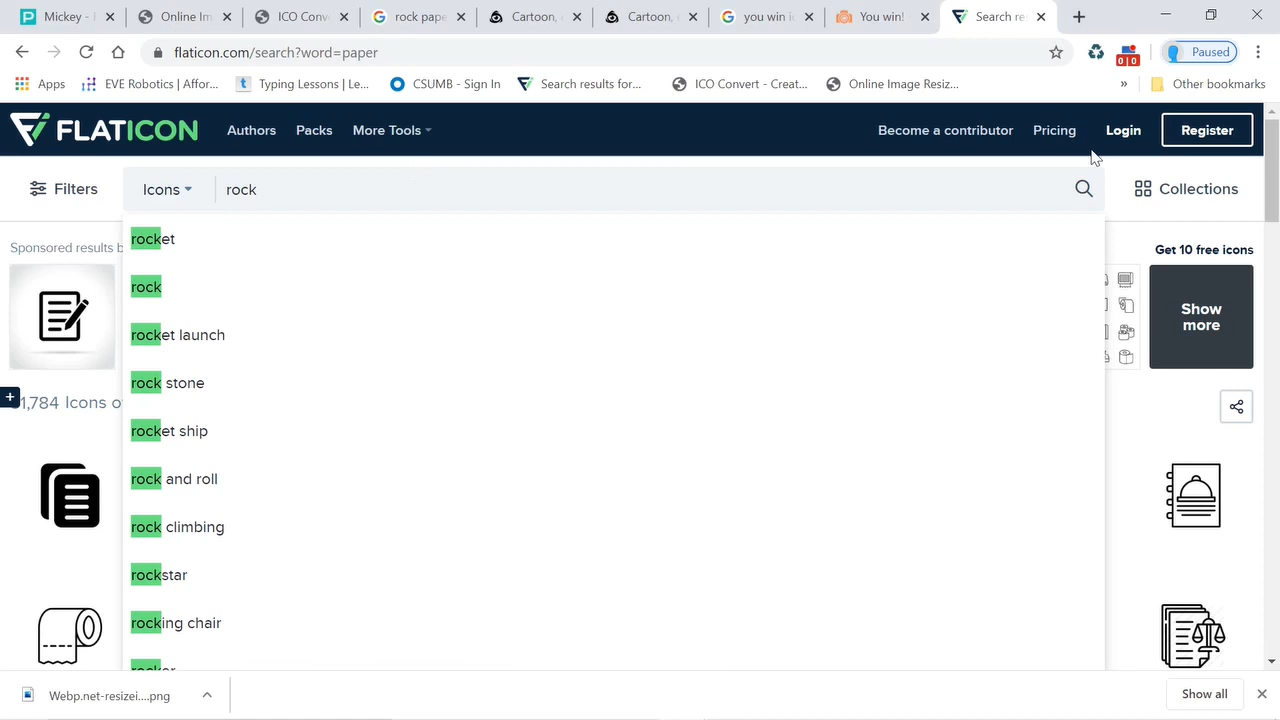 Mickey -
Online Im
ICO Conv
rock pape
Cartoon, c
Cartoon, c
you win ic
You win!
Search re
flaticon.com/search?word=paper
0 0
Paused
Apps
EVE Robotics | Affor...
Typing Lessons | Le...
CSUMB - Sign In
Search results for...
ICO Convert - Creat...
Online Image Resiz...
»
Other bookmarks
FLATICON
Authors
Packs
More Tools
Become a contributor
Pricing
Login
Register
Filters
Icons
rock
Collections
rocket
Sponsored results b
Get 10 free icons
rock
Show
more
rocket launch
rock stone
1,784 Icons o
rocket ship
rock and roll
rock climbing
rockstar
rocking chair
rocker
Webp.net-resizei....png
Show all